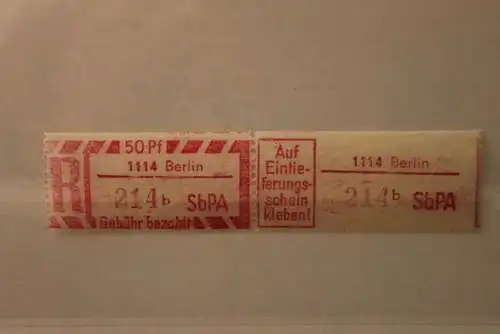 50 Pf
R
1114 Berlin
214 b SbPA
Gebühr bezahlt
Auf
Einlie-
ferungs-
schein
kleben!
1114 Berlin
214 b SbPA